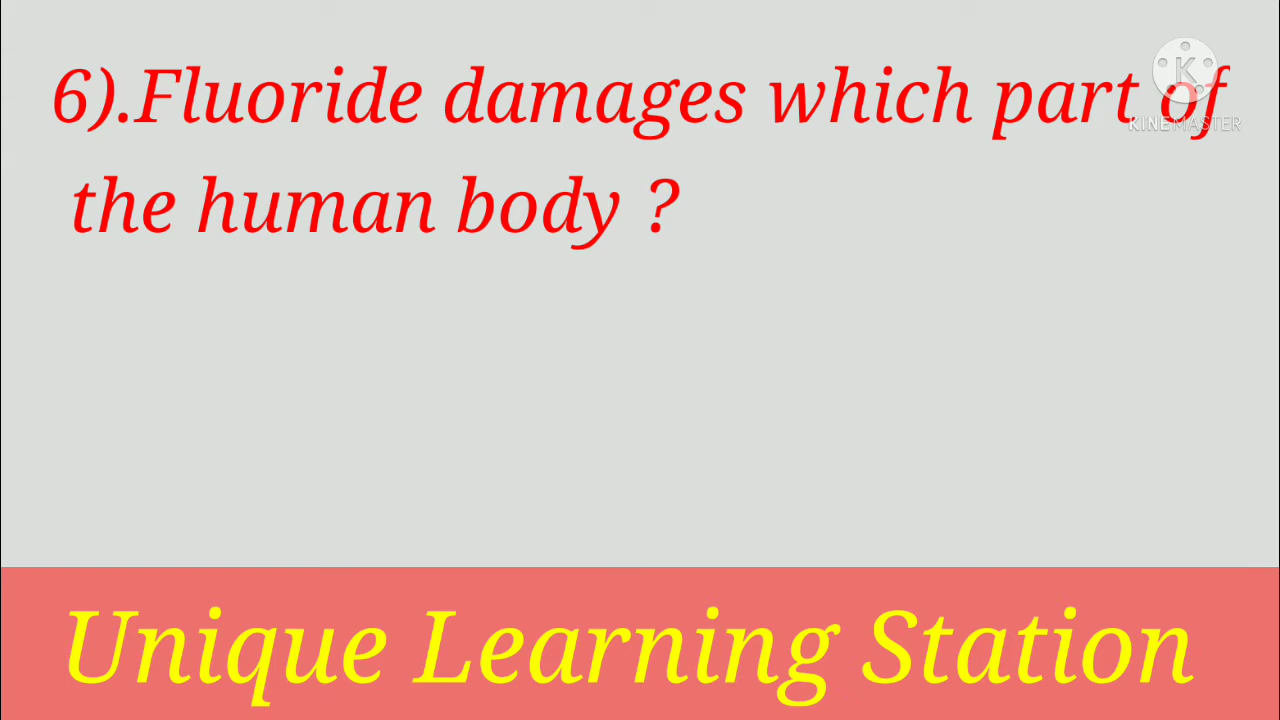 6).Fluoride damages which part of
the human body ?
KINEMASTER
Unique Learning Station